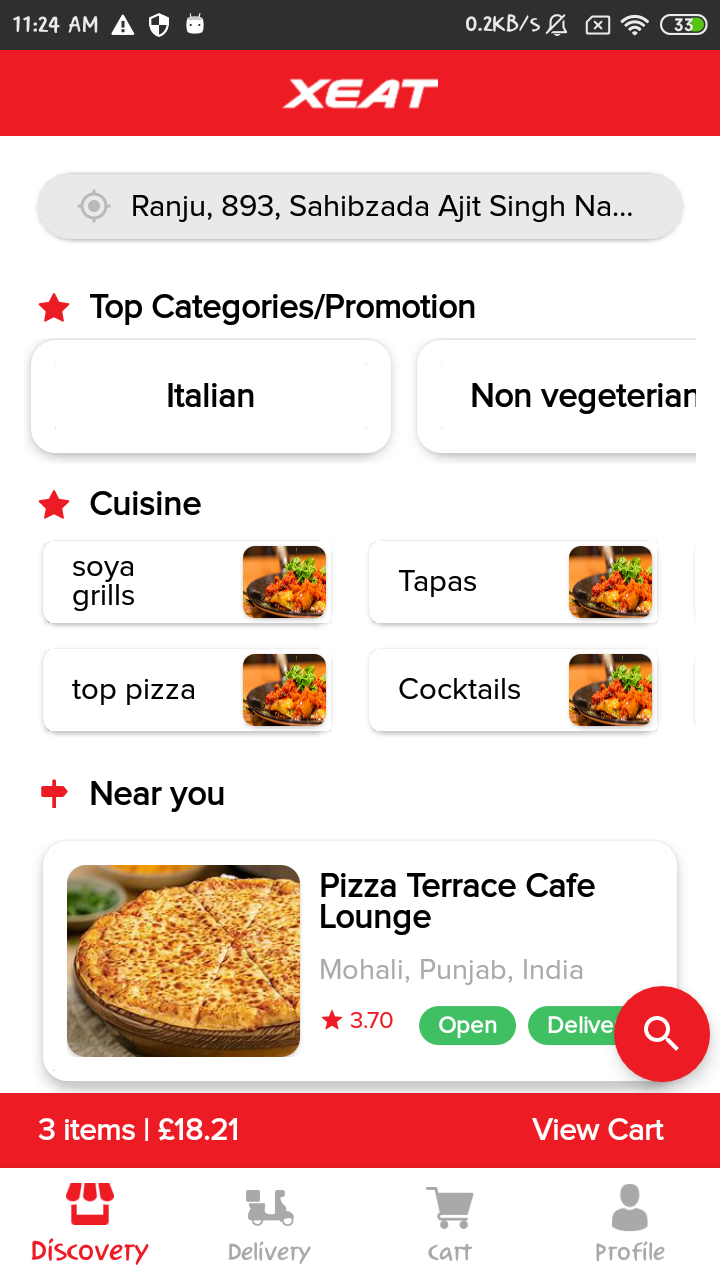 11:24 AM 0.2KB/S 33
XEAT
Ranju, 893, Sahibzada Ajit Singh Na...
Top Categories/Promotion
Italian Non vegeterian
Cuisine
soya
grills
Tapas
top pizza Cocktails
Near you
Pizza Terrace Cafe
Lounge
Mohali, Punjab, India
3.70 Open Delive
3 items | £18.21 View Cart
Discovery Delivery Cart Profile